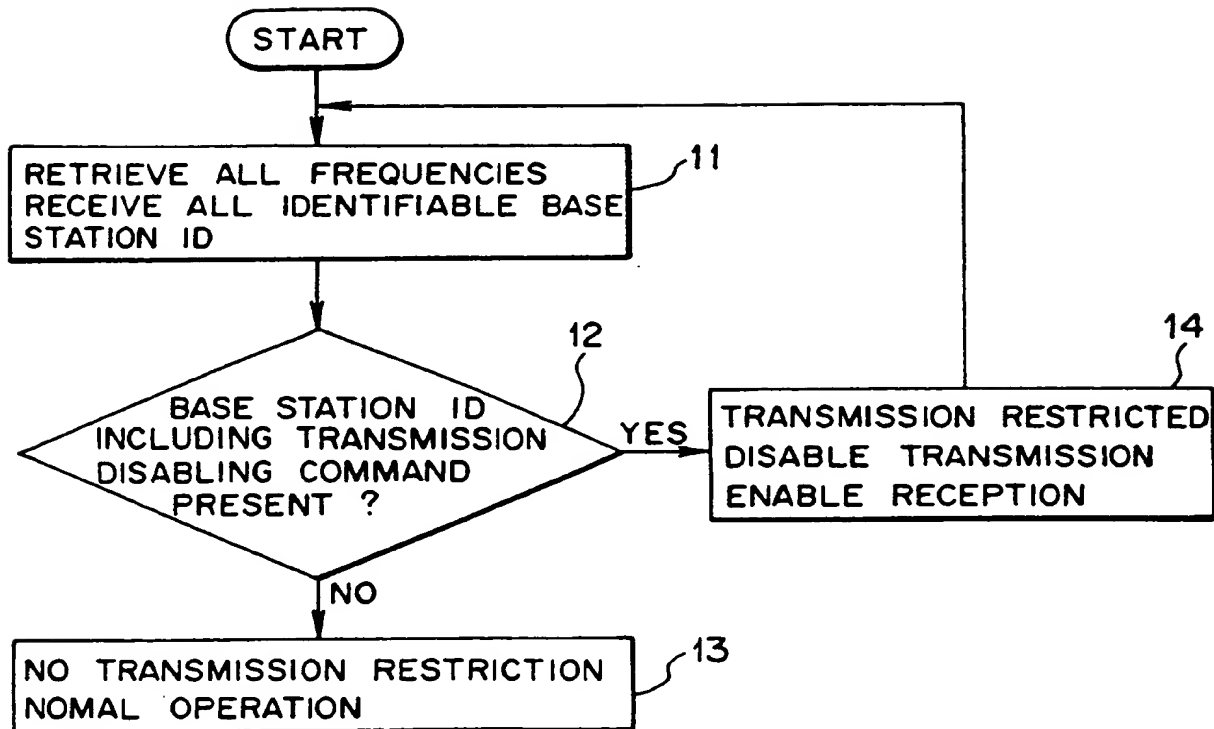 START
RETRIEVE ALL FREQUENCIES
RECEIVE ALL IDENTIFIABLE BASE
STATION ID
11
BASE STATION ID
INCLUDING TRANSMISSION
DISABLING COMMAND
PRESENT ?
12
YES
TRANSMISSION RESTRICTED
DISABLE TRANSMISSION
ENABLE RECEPTION
14
NO
NO TRANSMISSION RESTRICTION
NOMAL OPERATION
13